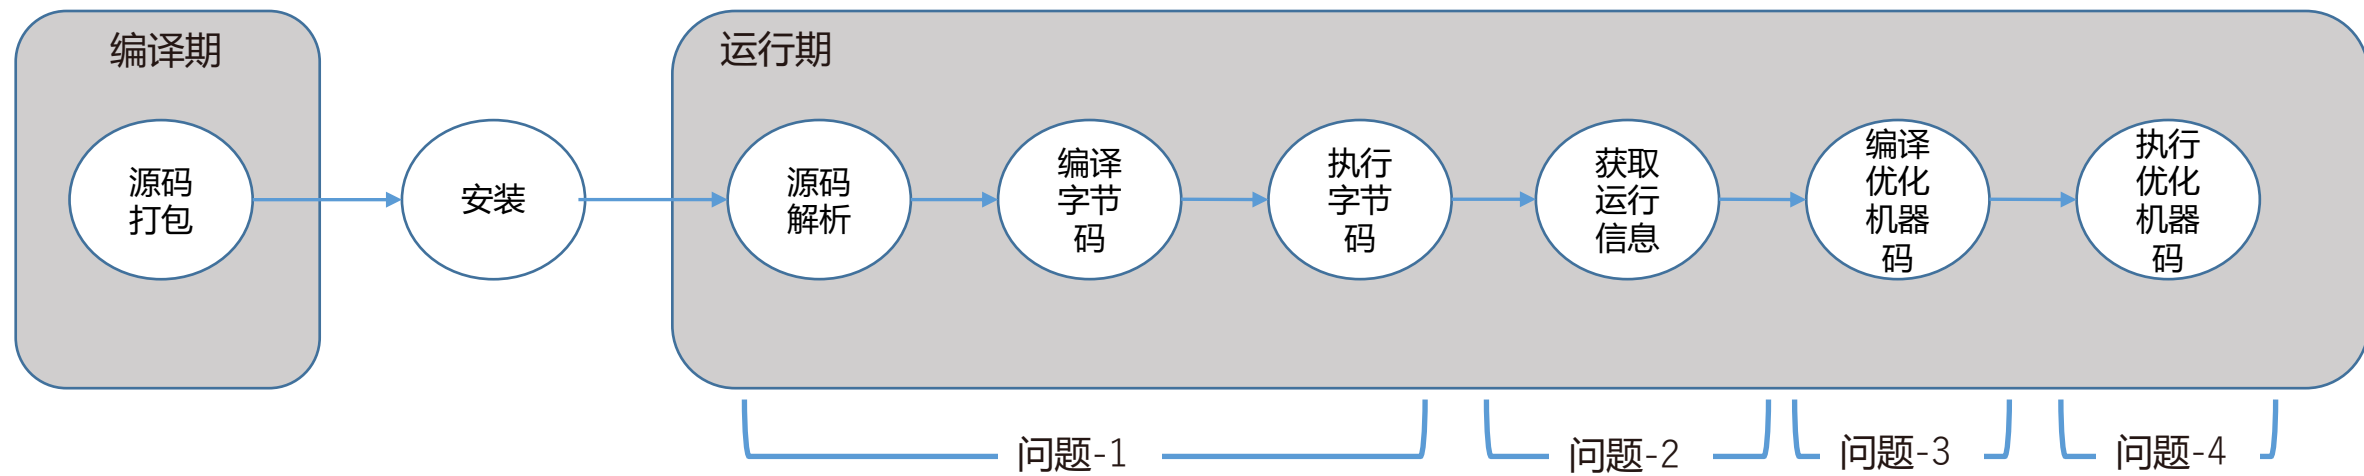 编译期
运行期
源码
打包
安装
源码
解析
编译
字节
码
执行
字节
码
获取
运行
信息
编译
优化
机器
码
执行
优化
机器
码
问题-1
问题-2
问题-3
问题-4